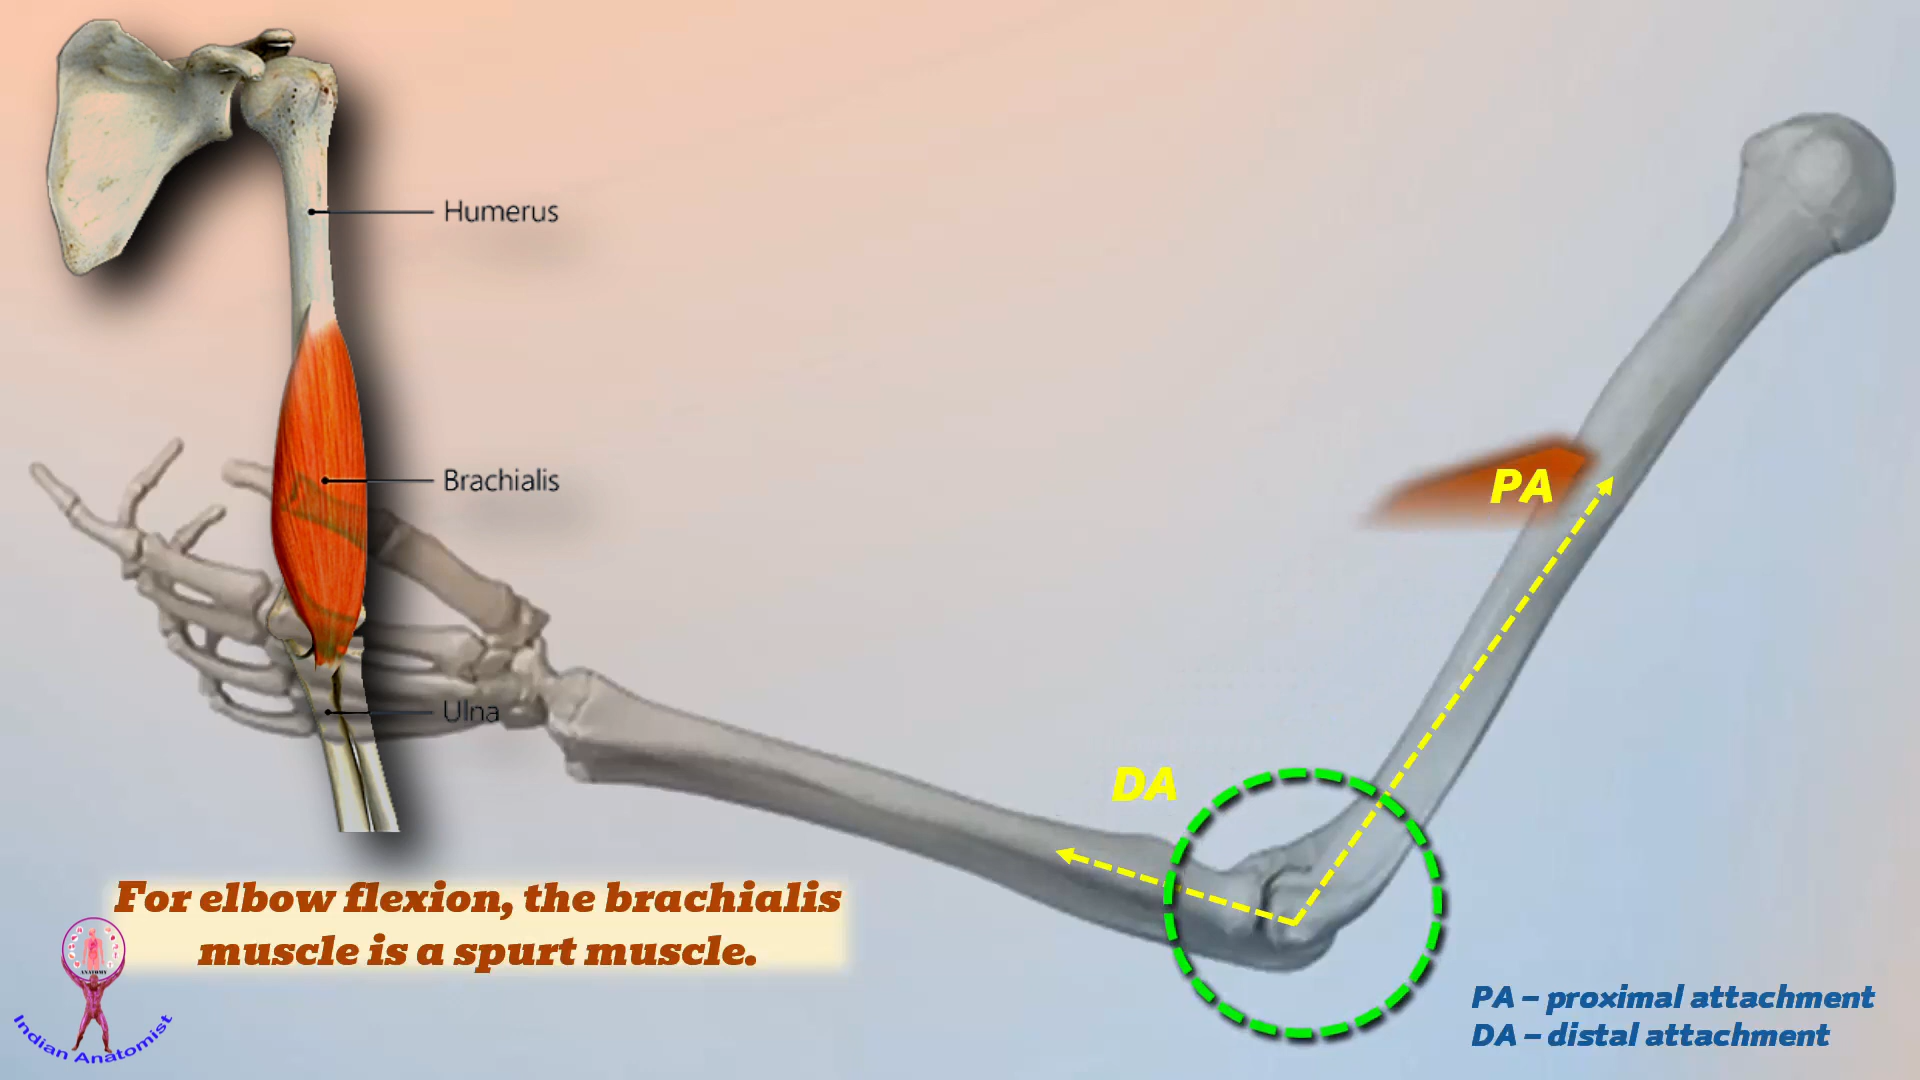 Humerus
Brachialis
PA
Ulna
DA
For elbow flexion, the brachialis
muscle is a spurt muscle.
PA – proximal attachment
DA – distal attachment
ANATOMY
Indian Anatomist